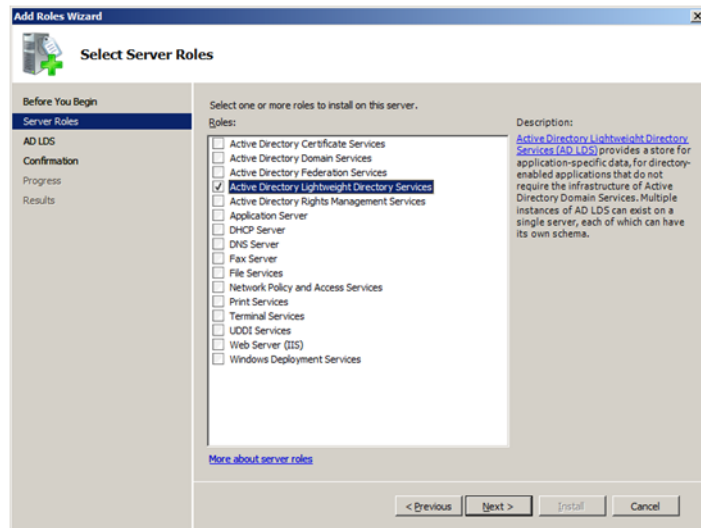 Add Roles Wizard
Select Server Roles
Before You Begin
Server Roles
AD LDS
Confirmation
Progress
Results
Select one or more roles to install on this server.
Roles:
Active Directory Certificate Services
Active Directory Domain Services
Active Directory Federation Services
Active Directory Lightweight Directory Services
Active Directory Rights Management Services
Application Server
DHCP Server
DNS Server
Fax Server
File Services
Network Policy and Access Services
Print Services
Terminal Services
UDDI Services
Web Server (IIS)
Windows Deployment Services
More about server roles
Description:
Active Directory Lightweight Directory
Services (AD LDS) provides a store for
application-specific data, for directory-
enabled applications that do not
require the infrastructure of Active
Directory Domain Services. Multiple
instances of AD LDS can exist on a
single server, each of which can have
its own schema.
< Previous
Next >
Install
Cancel